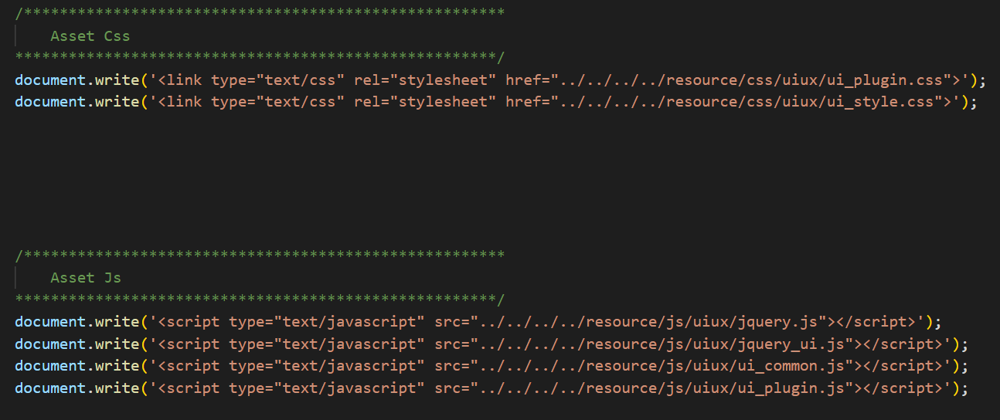 /******************************************************
Asset Css
******************************************************/
document.write('<link type="text/css" rel="stylesheet" href="../../../../resource/css/uiux/ui_plugin.css">');
document.write('<link type="text/css" rel="stylesheet" href="../../../../resource/css/uiux/ui_style.css">');
/******************************************************
Asset Js
******************************************************/
document.write('<script type="text/javascript" src="../../../../resource/js/uiux/jquery.js"></script>');
document.write('<script type="text/javascript" src="../../../../resource/js/uiux/jquery_ui.js"></script>');
document.write('<script type="text/javascript" src="../../../../resource/js/uiux/ui_common.js"></script>');
document.write('<script type="text/javascript" src="../../../../resource/js/uiux/ui_plugin.js"></script>');